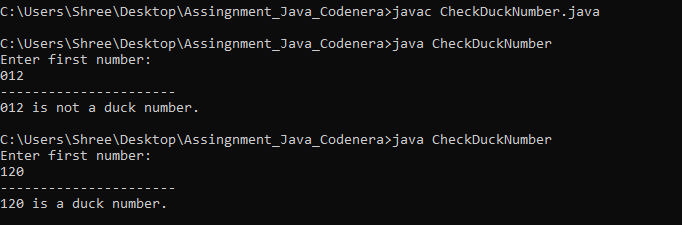 C:\Users\Shree\Desktop\Assingnment_Java_Codenera>javac CheckDuckNumber.java
C:\Users\Shree\Desktop\Assingnment_Java_Codenera>java CheckDuckNumber
Enter first number:
012
----------------------
012 is not a duck number.
C:\Users\Shree\Desktop\Assingnment_Java_Codenera>java CheckDuckNumber
Enter first number:
120
----------------------
120 is a duck number.